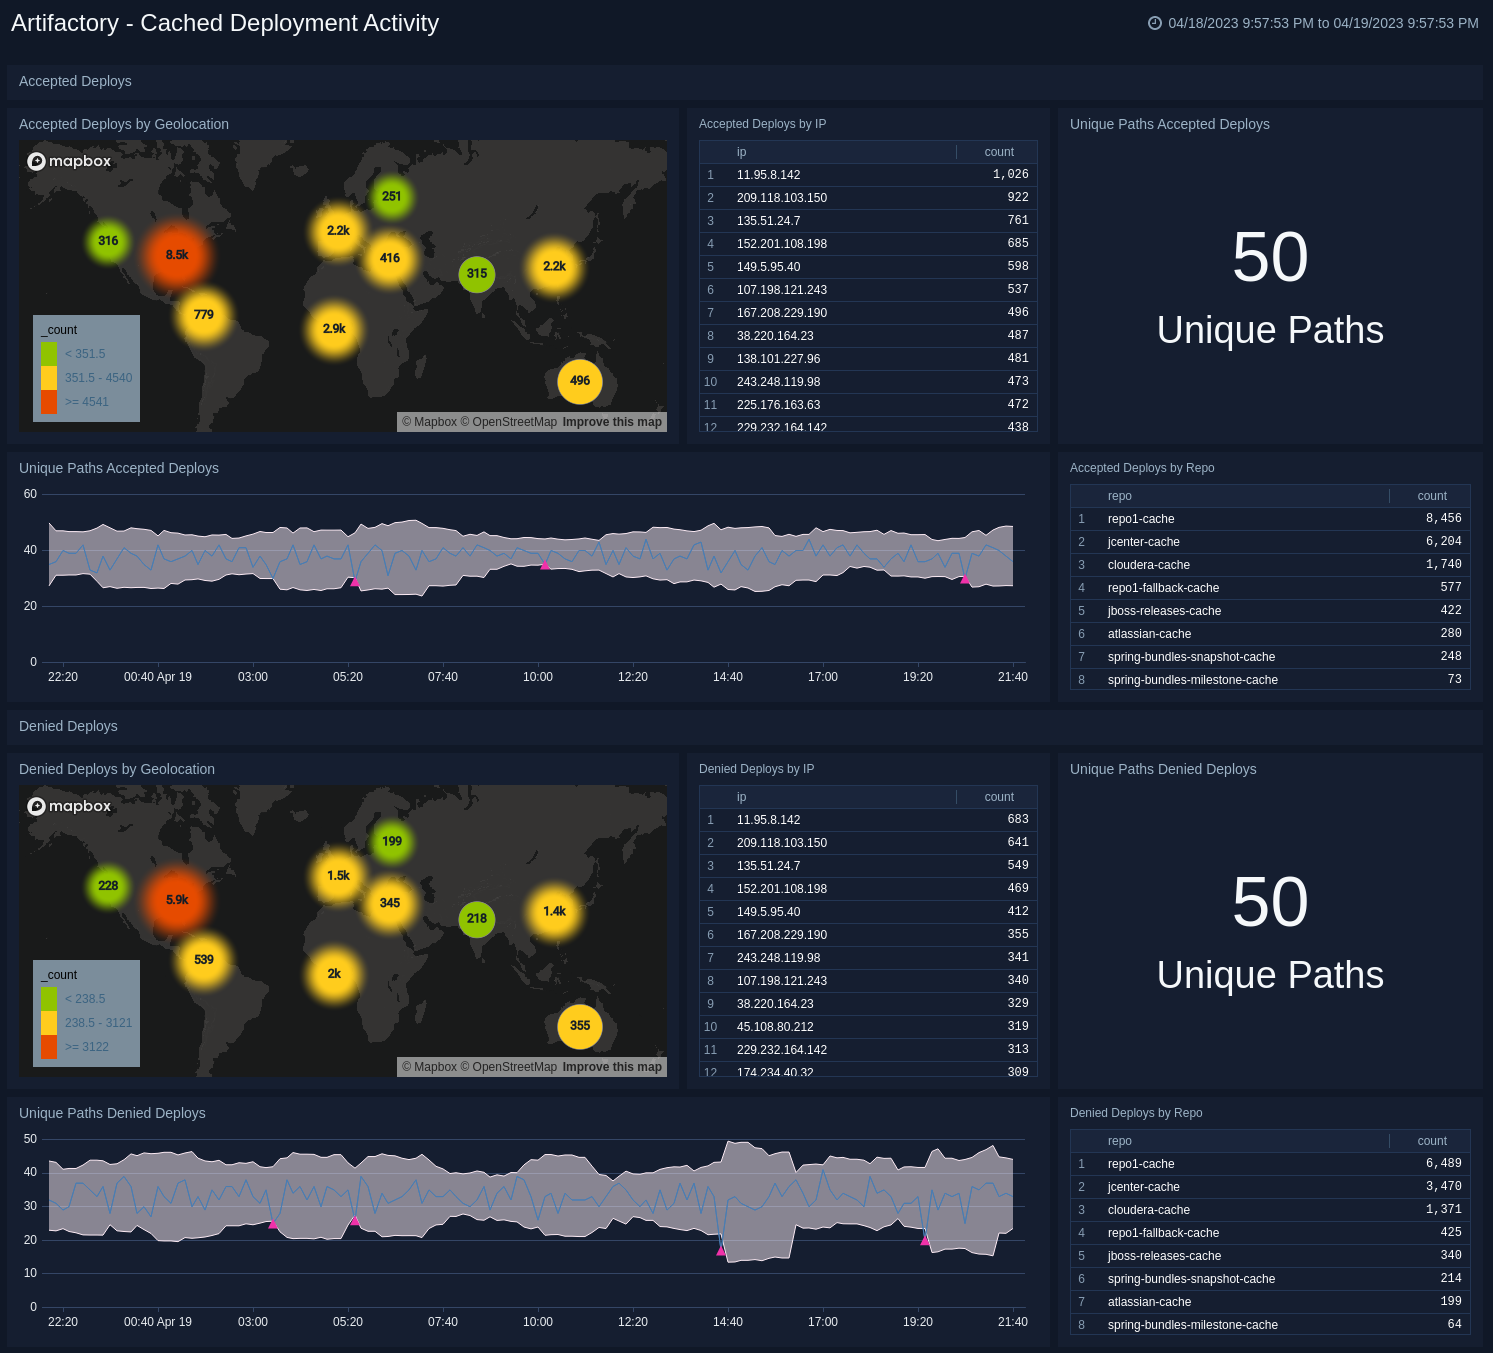 Artifactory - Cached Deployment Activity
04/18/2023 9:57:53 PM to 04/19/2023 9:57:53 PM
Accepted Deploys
Accepted Deploys by Geolocation
mapbox
251
316
8.5k
2.2k
416
315
2.2k
779
2.9k
496
_count
< 351.5
351.5 - 4540
>= 4541
© Mapbox © OpenStreetMap Improve this map
Accepted Deploys by IP
ip count
1 11.95.8.142 1,026
2 209.118.103.150 922
3 135.51.24.7 761
4 152.201.108.198 685
5 149.5.95.40 598
6 107.198.121.243 537
7 167.208.229.190 496
8 38.220.164.23 487
9 138.101.227.96 481
10 243.248.119.98 473
11 225.176.163.63 472
12 229.232.164.142 438
Unique Paths Accepted Deploys
50
Unique Paths
Unique Paths Accepted Deploys
60
40
20
0
22:20 00:40 Apr 19 03:00 05:20 07:40 10:00 12:20 14:40 17:00 19:20 21:40
Accepted Deploys by Repo
repo count
1 repo1-cache 8,456
2 jcenter-cache 6,204
3 cloudera-cache 1,740
4 repo1-fallback-cache 577
5 jboss-releases-cache 422
6 atlassian-cache 280
7 spring-bundles-snapshot-cache 248
8 spring-bundles-milestone-cache 73
Denied Deploys
Denied Deploys by Geolocation
mapbox
199
228
5.9k
1.5k
345
218
1.4k
539
2k
355
_count
< 238.5
238.5 - 3121
>= 3122
© Mapbox © OpenStreetMap Improve this map
Denied Deploys by IP
ip count
1 11.95.8.142 683
2 209.118.103.150 641
3 135.51.24.7 549
4 152.201.108.198 469
5 149.5.95.40 412
6 167.208.229.190 355
7 243.248.119.98 341
8 107.198.121.243 340
9 38.220.164.23 329
10 45.108.80.212 319
11 229.232.164.142 313
12 174.234.40.32 309
Unique Paths Denied Deploys
50
Unique Paths
Unique Paths Denied Deploys
50
40
30
20
10
0
22:20 00:40 Apr 19 03:00 05:20 07:40 10:00 12:20 14:40 17:00 19:20 21:40
Denied Deploys by Repo
repo count
1 repo1-cache 6,489
2 jcenter-cache 3,470
3 cloudera-cache 1,371
4 repo1-fallback-cache 425
5 jboss-releases-cache 340
6 spring-bundles-snapshot-cache 214
7 atlassian-cache 199
8 spring-bundles-milestone-cache 64